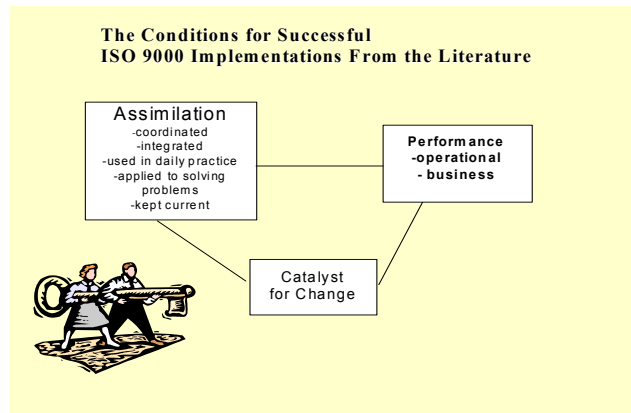 The Conditions for Successful
ISO 9000 Implementations From the Literature
Assimilation
-coordinated
-integrated
-used in daily practice
-applied to solving
problems
-kept current
Performance
-operational
- business
Catalyst
for Change